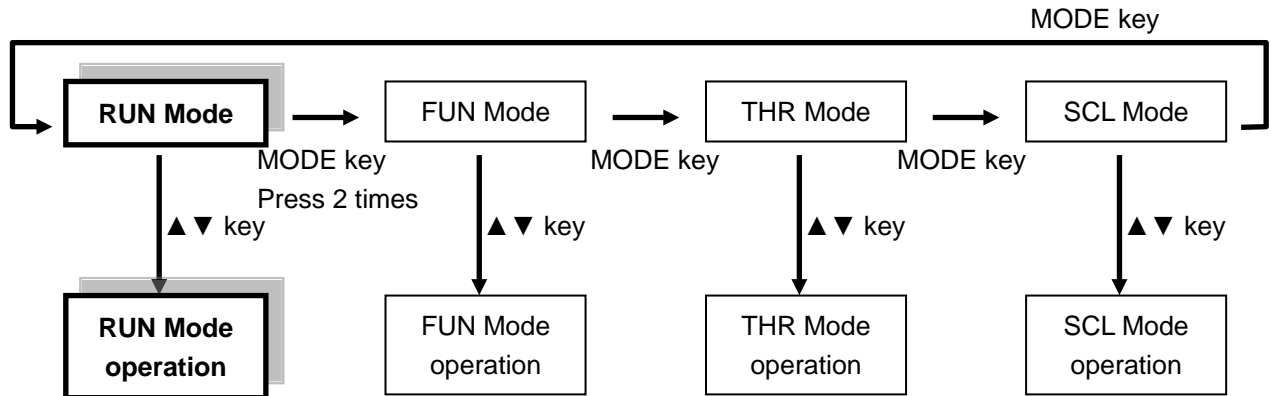 MODE key
RUN Mode
FUN Mode
THR Mode
SCL Mode
MODE key
Press 2 times
MODE key
MODE key
▲▼ key
▲▼ key
▲▼ key
▲▼ key
RUN Mode
operation
FUN Mode
operation
THR Mode
operation
SCL Mode
operation